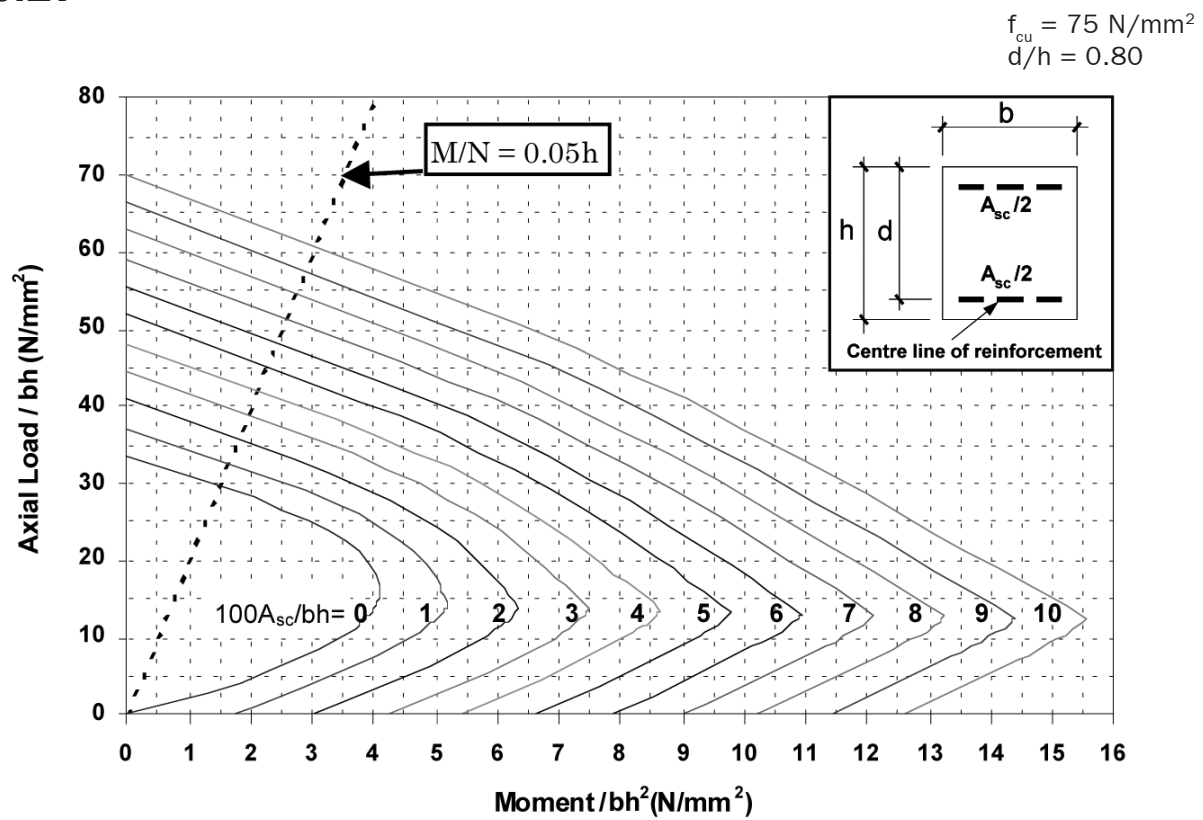 f_cu = 75 N/mm²
d/h = 0.80
80
70
60
50
40
30
20
10
0
Axial Load / bh (N/mm²)
M/N = 0.05h
b
h
d
A_sc /2
A_sc /2
Centre line of reinforcement
100A_sc/bh= 0 1 2 3 4 5 6 7 8 9 10
0 1 2 3 4 5 6 7 8 9 10 11 12 13 14 15 16
Moment / bh² (N/mm²)